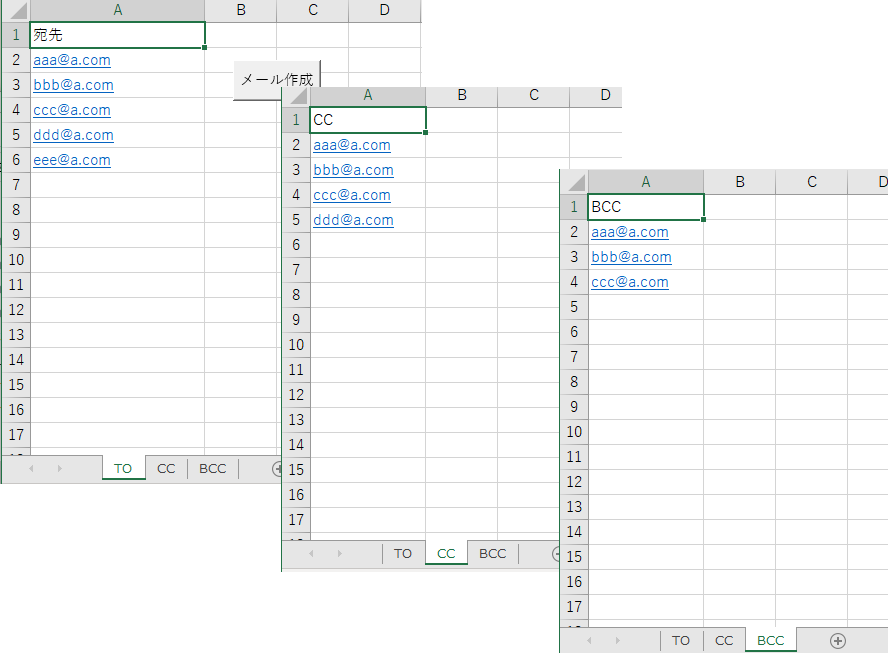 A B C D
1 宛先
2 aaa@a.com
3 bbb@a.com
4 ccc@a.com
5 ddd@a.com
6 eee@a.com
7
8
9
10
11
12
13
14
15
16
17
メール作成
TO CC BCC
A B C D
1 CC
2 aaa@a.com
3 bbb@a.com
4 ccc@a.com
5 ddd@a.com
6
7
8
9
10
11
12
13
14
15
16
17
TO CC BCC
A B C D
1 BCC
2 aaa@a.com
3 bbb@a.com
4 ccc@a.com
5
6
7
8
9
10
11
12
13
14
15
16
17
TO CC BCC